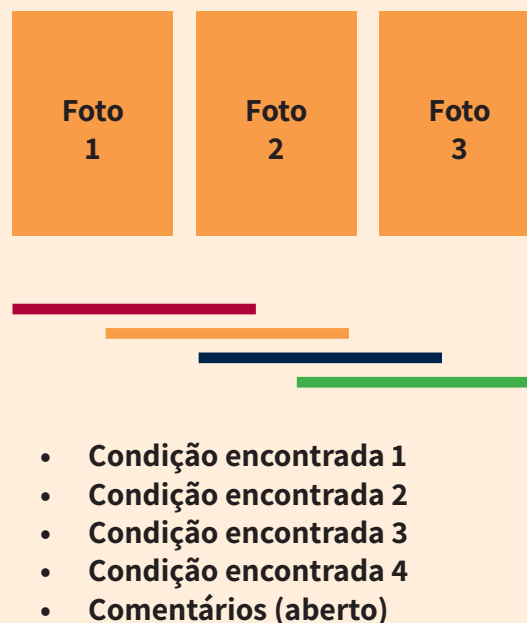 Foto
1
Foto
2
Foto
3
• Condição encontrada 1
• Condição encontrada 2
• Condição encontrada 3
• Condição encontrada 4
• Comentários (aberto)